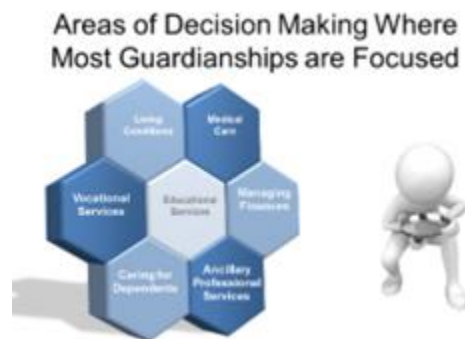 Areas of Decision Making Where
Most Guardianships are Focused
Living
Conditions
Medical
Care
Vocational
Services
Educational
Services
Managing
Finances
Caring for
Dependents
Ancillary
Professional
Services